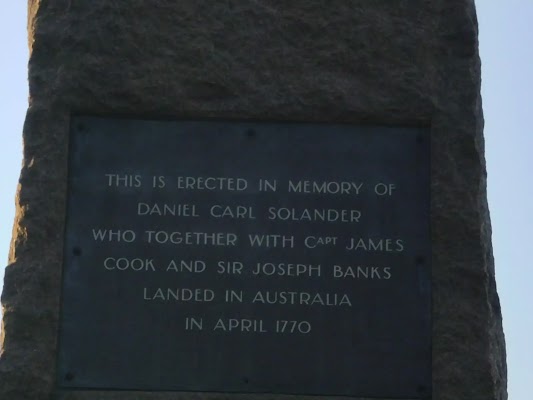 THIS IS ERECTED IN MEMORY OF
DANIEL CARL SOLANDER
WHO TOGETHER WITH CAPT JAMES
COOK AND SIR JOSEPH BANKS
LANDED IN AUSTRALIA
IN APRIL 1770